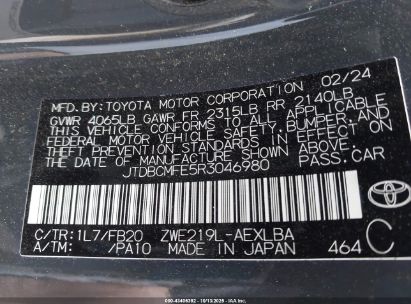 MFD.BY: TOYOTA MOTOR CORPORATION 02/24
GVWR 4065LB GAWR FR 2315LB RR 2140LB
THIS VEHICLE CONFORMS TO ALL APPLICABLE
FEDERAL MOTOR VEHICLE SAFETY, BUMPER, AND
THEFT PREVENTION STANDARDS IN EFFECT ON
THE DATE OF MANUFACTURE SHOWN ABOVE.
JTDBCMFE5R3046980 PASS.CAR
C/TR: 1L7/FB20 ZWE219L-AEXLBA
A/TM: /PA10 MADE IN JAPAN 464 C
TOYOTA